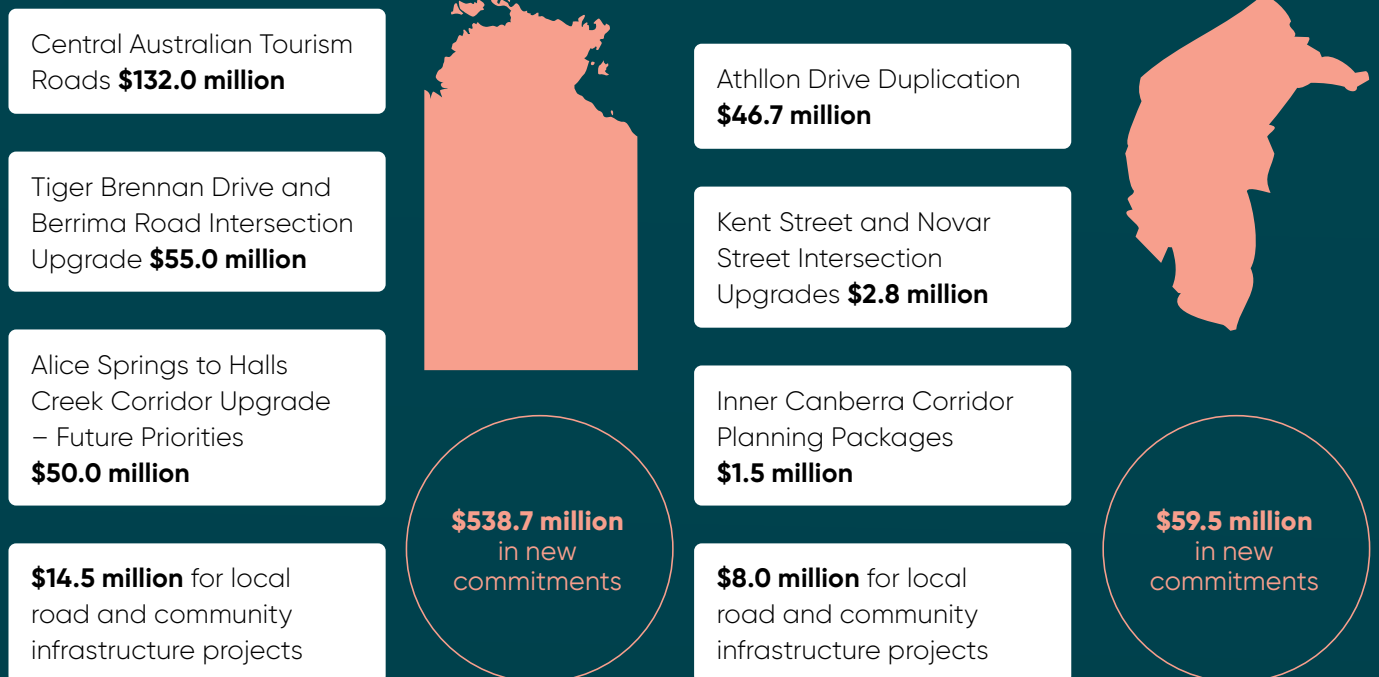 Central Australian Tourism
Roads $132.0 million
Tiger Brennan Drive and
Berrima Road Intersection
Upgrade $55.0 million
Alice Springs to Halls
Creek Corridor Upgrade
– Future Priorities
$50.0 million
$14.5 million for local
road and community
infrastructure projects
$538.7 million
in new
commitments
Athllon Drive Duplication
$46.7 million
Kent Street and Novar
Street Intersection
Upgrades $2.8 million
Inner Canberra Corridor
Planning Packages
$1.5 million
$8.0 million for local
road and community
infrastructure projects
$59.5 million
in new
commitments